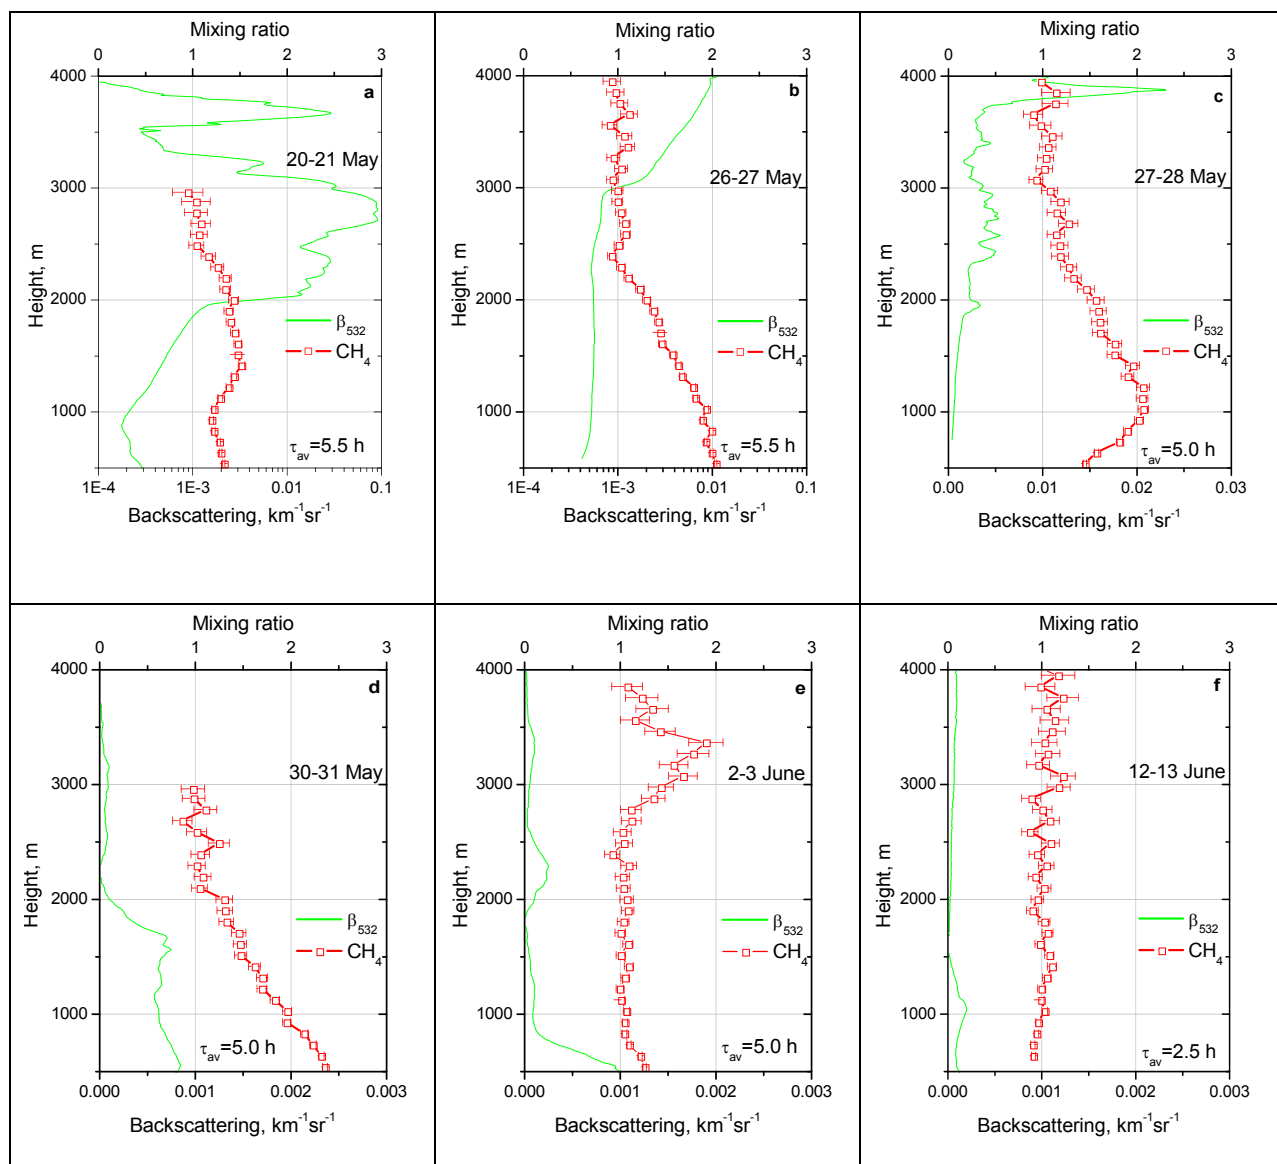 Mixing ratio
0 1 2 3
4000
3000
2000
1000
Height, m
a
20-21 May
β532
CH4
τav=5.5 h
1E-4 1E-3 0.01 0.1
Backscattering, km-1sr-1
Mixing ratio
0 1 2 3
4000
3000
2000
1000
Height, m
b
26-27 May
β532
CH4
τav=5.5 h
1E-4 1E-3 0.01 0.1
Backscattering, km-1sr-1
Mixing ratio
0 1 2 3
4000
3000
2000
1000
Height, m
c
27-28 May
β532
CH4
τav=5.0 h
0.00 0.01 0.02 0.03
Backscattering, km-1sr-1
Mixing ratio
0 1 2 3
4000
3000
2000
1000
Height, m
d
30-31 May
β532
CH4
τav=5.0 h
0.000 0.001 0.002 0.003
Backscattering, km-1sr-1
Mixing ratio
0 1 2 3
4000
3000
2000
1000
Height, m
e
2-3 June
β532
CH4
τav=5.0 h
0.000 0.001 0.002 0.003
Backscattering, km-1sr-1
Mixing ratio
0 1 2 3
4000
3000
2000
1000
Height, m
f
12-13 June
β532
CH4
τav=2.5 h
0.000 0.001 0.002 0.003
Backscattering, km-1sr-1